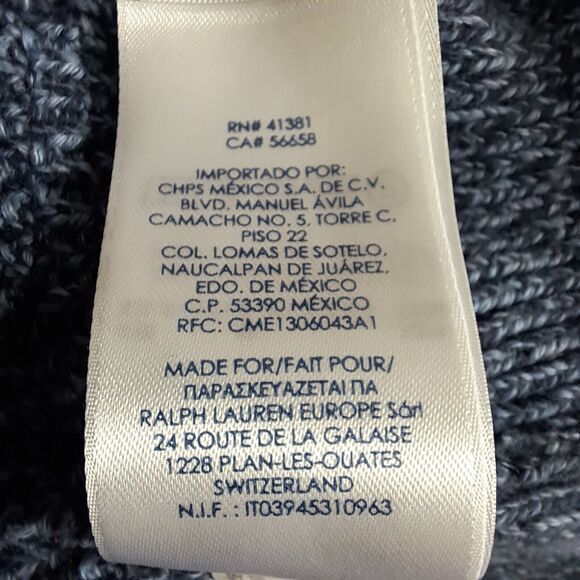 RN# 41381
CA# 56658
IMPORTADO POR:
CHPS MÉXICO S.A. DE C.V.
BLVD. MANUEL ÁVILA
CAMACHO NO. 5, TORRE C,
PISO 22
COL. LOMAS DE SOTELO,
NAUCALPAN DE JUÁREZ,
EDO. DE MÉXICO
C.P. 53390 MÉXICO
RFC: CME1306043A1
MADE FOR/FAIT POUR/
ΠΑΡΑΣΚΕΥΑΖΕΤΑΙ ΠΑ
RALPH LAUREN EUROPE Sárl
24 ROUTE DE LA GALAISE
1228 PLAN-LES-OUATES
SWITZERLAND
N.I.F. : IT03945310963